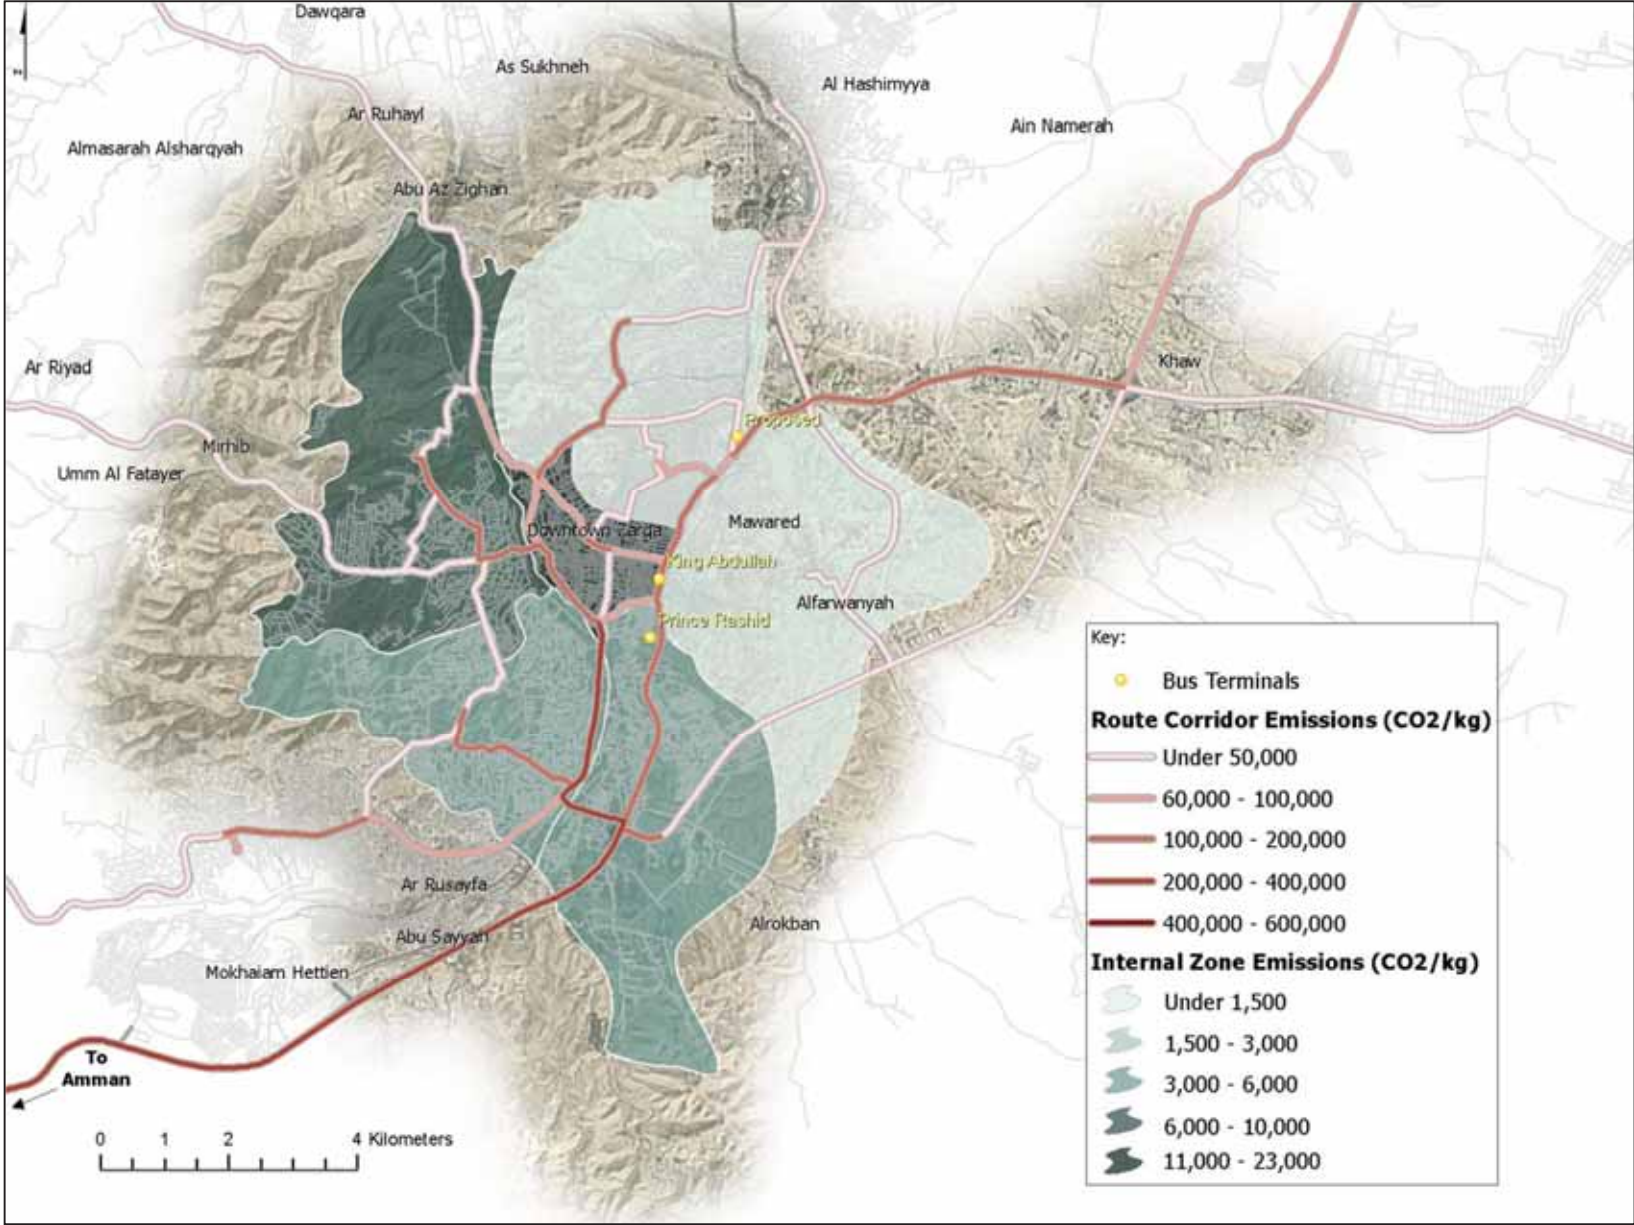 Dawqara
As Sukhneh
Al Hashimyya
Ar Ruhayl
Ain Namerah
Almasarah Alsharqyah
Abu Az Zighan
Ar Riyad
Khaw
Proposed
Mirhib
Umm Al Fatayer
Mawared
Downtown Zarqa
King Abdullah
Alfarwanyah
Prince Rashid
Key:
Bus Terminals
Route Corridor Emissions (CO2/kg)
Under 50,000
60,000 - 100,000
100,000 - 200,000
200,000 - 400,000
400,000 - 600,000
Internal Zone Emissions (CO2/kg)
Under 1,500
1,500 - 3,000
3,000 - 6,000
6,000 - 10,000
11,000 - 23,000
Ar Rusayfa
Alrokban
Abu Sayyah
Mokhaiam Hettien
To
Amman
0 1 2 4 Kilometers